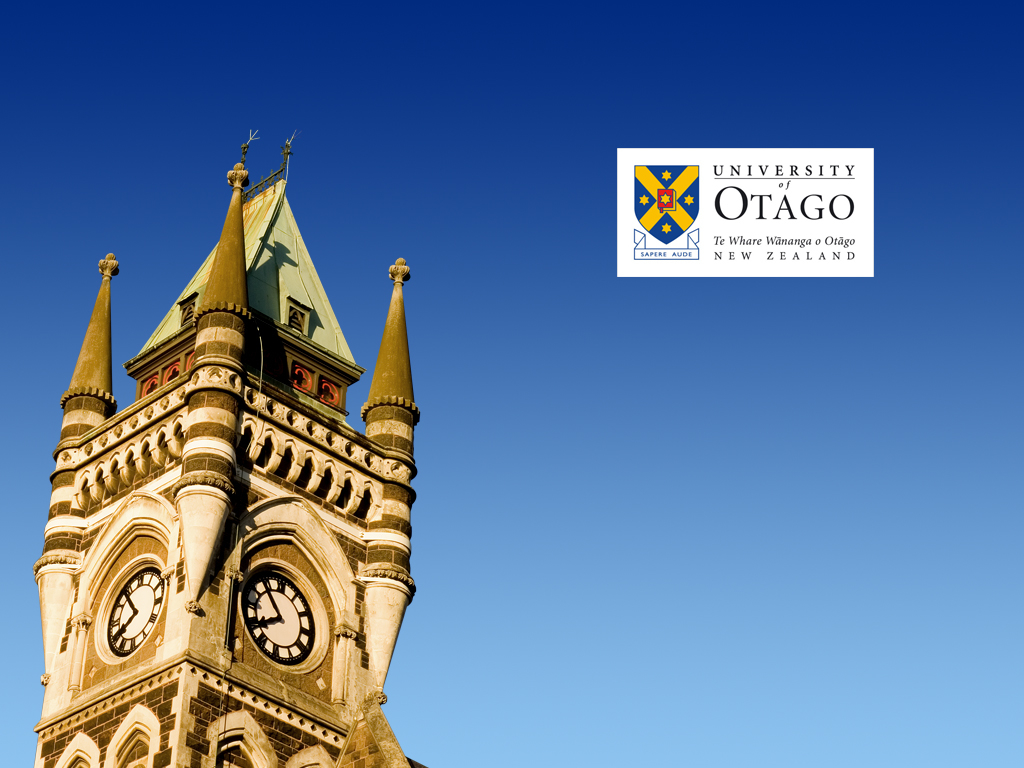 UNIVERSITY
of
OTAGO
Te Whare Wānanga o Otāgo
NEW ZEALAND
SAPERE AUDE